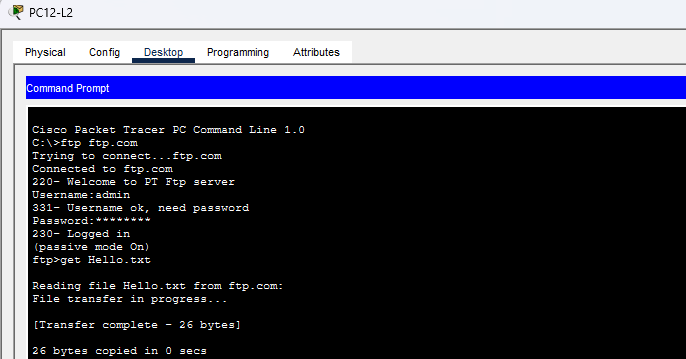 PC12-L2
Physical Config Desktop Programming Attributes
Command Prompt
Cisco Packet Tracer PC Command Line 1.0
C:\>ftp ftp.com
Trying to connect...ftp.com
Connected to ftp.com
220- Welcome to PT Ftp server
Username:admin
331- Username ok, need password
Password:********
230- Logged in
(passive mode On)
ftp>get Hello.txt
Reading file Hello.txt from ftp.com:
File transfer in progress...
[Transfer complete - 26 bytes]
26 bytes copied in 0 secs